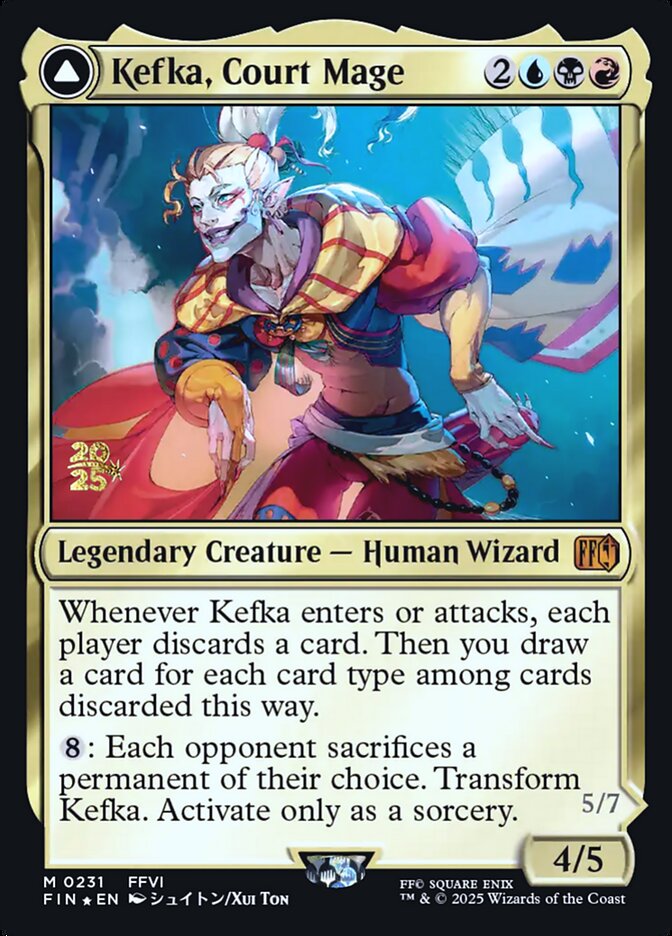 Kefka, Court Mage
2
20
25
Legendary Creature — Human Wizard
FF
Whenever Kefka enters or attacks, each
player discards a card. Then you draw
a card for each card type among cards
discarded this way.
8: Each opponent sacrifices a
permanent of their choice. Transform
Kefka. Activate only as a sorcery.
5/7
4/5
M 0231 FFVI
FIN★EN シュイトン/Xui Ton
FF© SQUARE ENIX
™ & © 2025 Wizards of the Coast